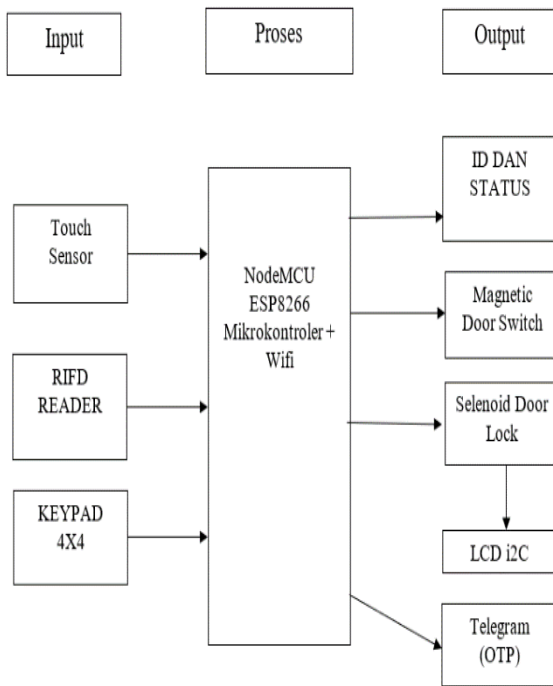 Input
Proses
Output
Touch
Sensor
RIFD
READER
KEYPAD
4X4
NodeMCU
ESP8266
Mikrokontroler +
Wifi
ID DAN
STATUS
Magnetic
Door Switch
Selenoid Door
Lock
LCD i2C
Telegram
(OTP)